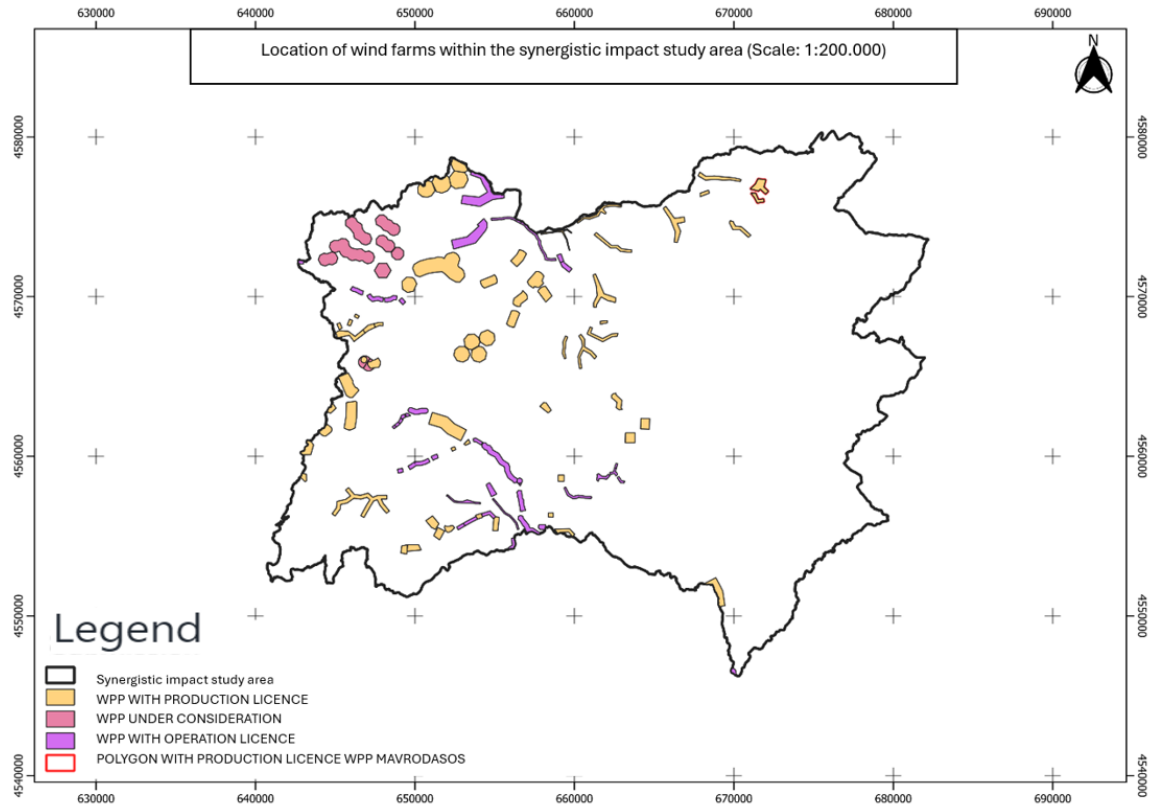 630000 640000 650000 660000 670000 680000 690000
Location of wind farms within the synergistic impact study area (Scale: 1:200.000)
N
4580000 4580000
4570000 4570000
4560000 4560000
4550000 4550000
4540000 4540000
Legend
Synergistic impact study area
WPP WITH PRODUCTION LICENCE
WPP UNDER CONSIDERATION
WPP WITH OPERATION LICENCE
POLYGON WITH PRODUCTION LICENCE WPP MAVRODASOS
630000 640000 650000 660000 670000 680000 690000